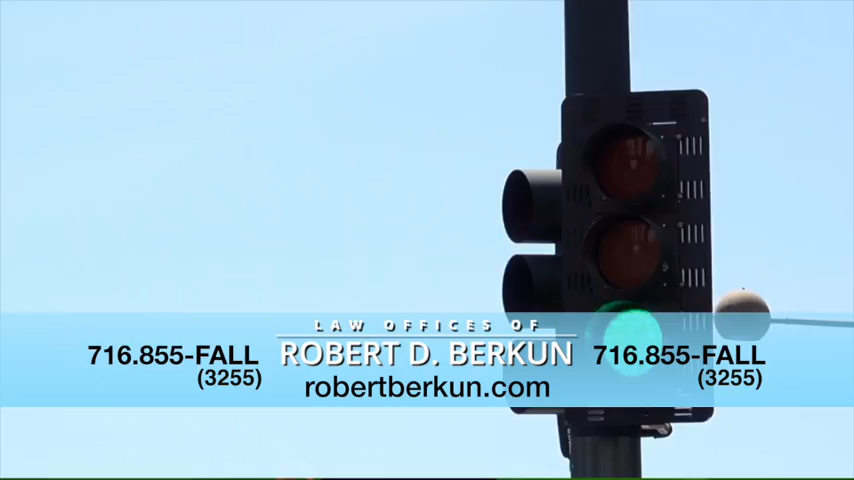 LAW OFFICES OF
ROBERT D. BERKUN
716.855-FALL
(3255)
robertberkun.com
716.855-FALL
(3255)